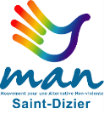 man
Mouvement pour une Alternative Non-violente
Saint-Dizier